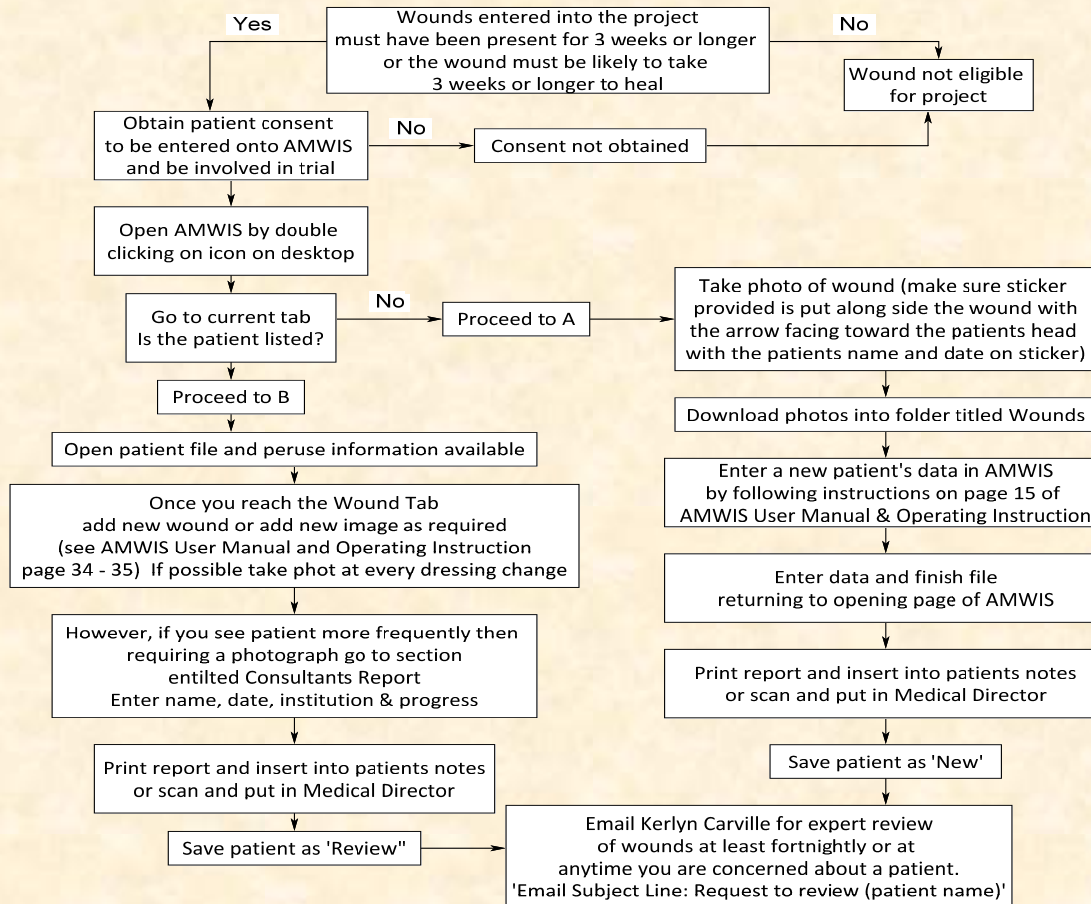 Wounds entered into the project
must have been present for 3 weeks or longer
or the wound must be likely to take
3 weeks or longer to heal
Yes
No
Wound not eligible
for project
Obtain patient consent
to be entered onto AMWIS
and be involved in trial
No
Consent not obtained
Open AMWIS by double
clicking on icon on desktop
Go to current tab
Is the patient listed?
No
Proceed to A
Take photo of wound (make sure sticker
provided is put along side the wound with
the arrow facing toward the patients head
with the patients name and date on sticker)
Proceed to B
Download photos into folder titled Wounds
Open patient file and peruse information available
Enter a new patient's data in AMWIS
by following instructions on page 15 of
AMWIS User Manual & Operating Instruction
Once you reach the Wound Tab
add new wound or add new image as required
(see AMWIS User Manual and Operating Instruction
page 34 - 35) If possible take phot at every dressing change
Enter data and finish file
returning to opening page of AMWIS
However, if you see patient more frequently then
requiring a photograph go to section
entilted Consultants Report
Enter name, date, institution & progress
Print report and insert into patients notes
or scan and put in Medical Director
Print report and insert into patients notes
or scan and put in Medical Director
Save patient as 'New'
Save patient as 'Review"
Email Kerlyn Carville for expert review
of wounds at least fortnightly or at
anytime you are concerned about a patient.
'Email Subject Line: Request to review (patient name)'